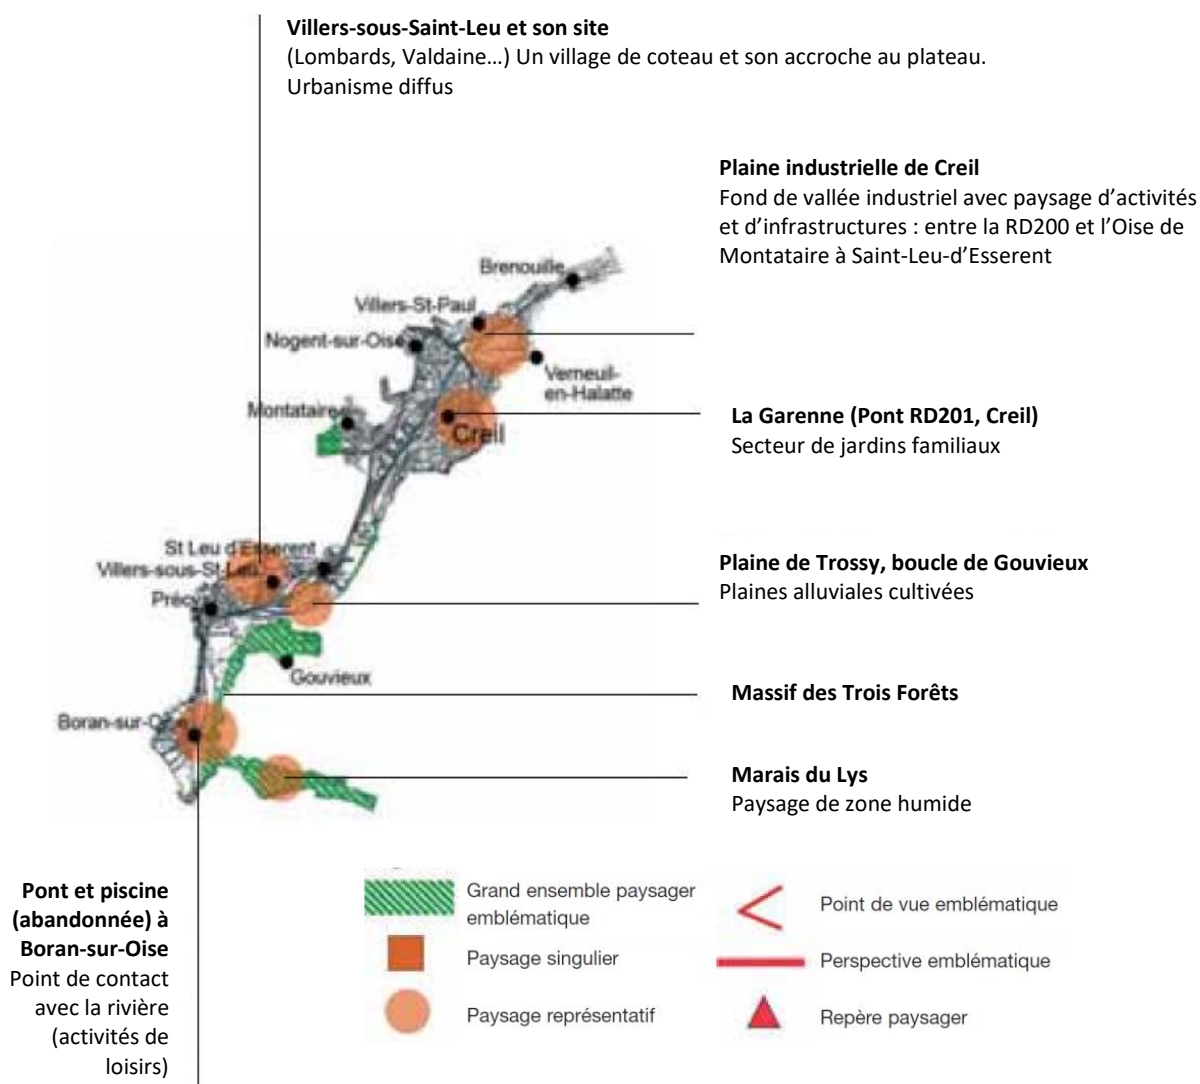 Villers-sous-Saint-Leu et son site
(Lombards, Valdaine…) Un village de coteau et son accroche au plateau.
Urbanisme diffus
Plaine industrielle de Creil
Fond de vallée industriel avec paysage d'activités
et d'infrastructures : entre la RD200 et l'Oise de
Montataire à Saint-Leu-d'Esserent
Brenouille
Villers-St-Paul
Nogent-sur-Oise
Verneuil-
en-Halatte
Montataire
Creil
La Garenne (Pont RD201, Creil)
Secteur de jardins familiaux
St Leu d'Esserent
Villers-sous-St-Leu
Précy
Plaine de Trossy, boucle de Gouvieux
Plaines alluviales cultivées
Gouvieux
Massif des Trois Forêts
Boran-sur-Oise
Marais du Lys
Paysage de zone humide
Pont et piscine
(abandonnée) à
Boran-sur-Oise
Point de contact
avec la rivière
(activités de
loisirs)
Grand ensemble paysager
emblématique
Paysage singulier
Paysage représentatif
Point de vue emblématique
Perspective emblématique
Repère paysager